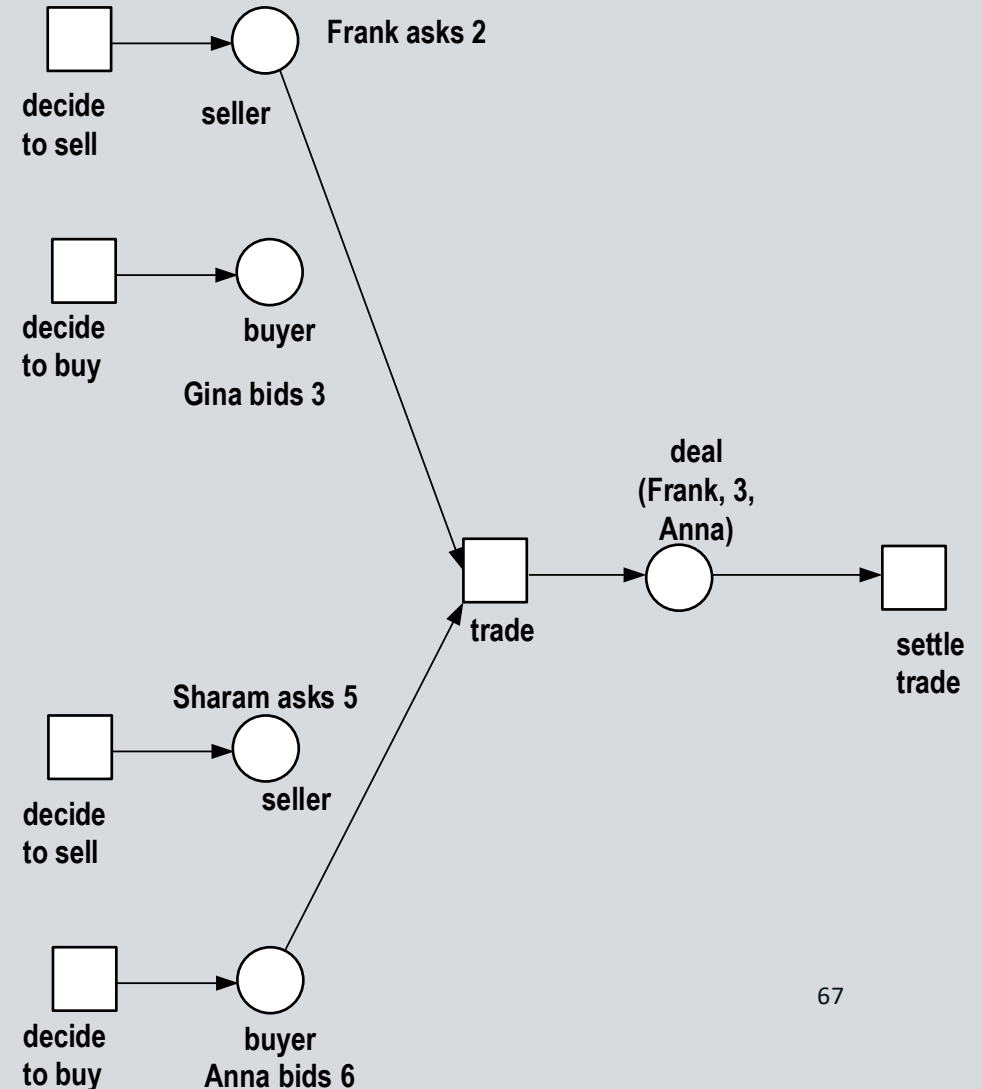 Frank asks 2
decide
to sell
seller
decide
to buy
buyer
Gina bids 3
deal
(Frank, 3,
Anna)
trade
settle
trade
Sharam asks 5
seller
decide
to sell
decide
to buy
buyer
Anna bids 6
67